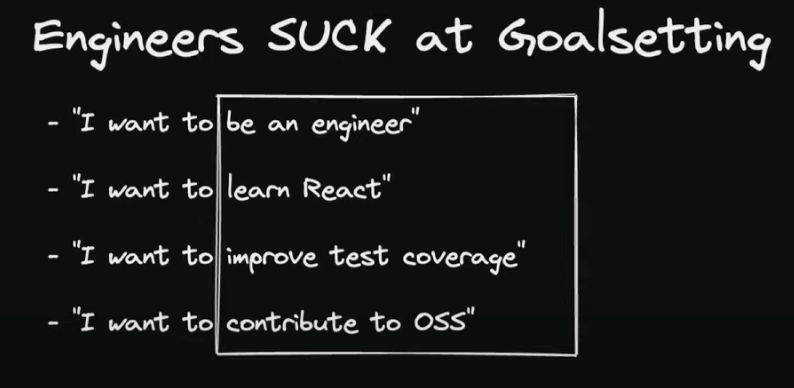 Engineers SUCK at Goalsetting
- "I want to be an engineer"
- "I want to learn React"
- "I want to improve test coverage"
- "I want to contribute to OSS"